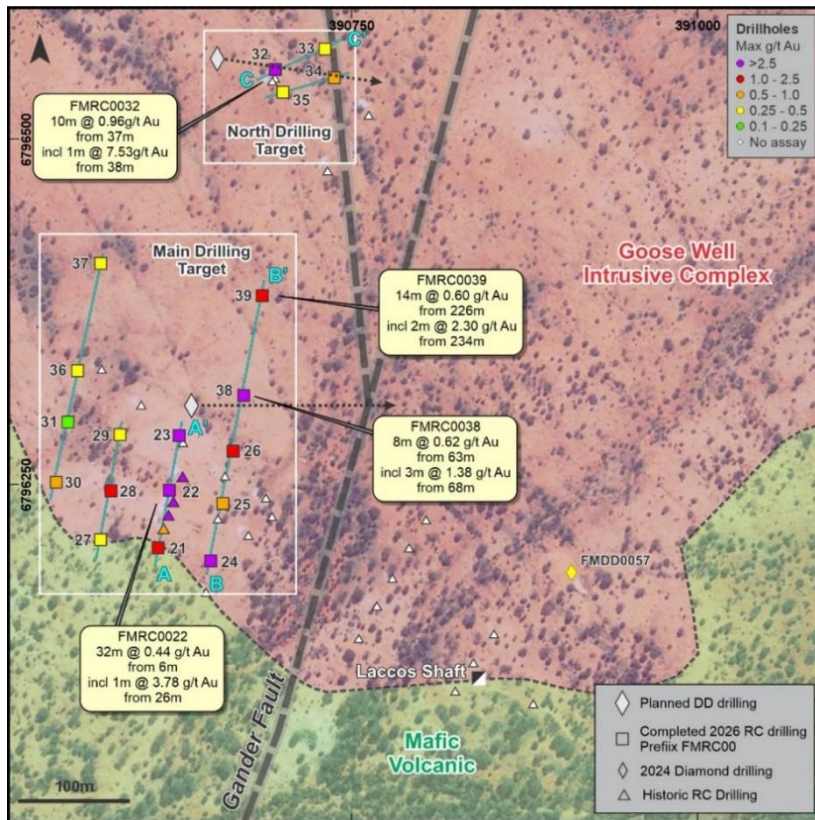 390750
391000
6796500
6796250
Drillholes
Max g/t Au
>2.5
1.0 - 2.5
0.5 - 1.0
0.25 - 0.5
0.1 - 0.25
No assay
32
33
C'
C
34
35
FMRC0032
10m @ 0.96g/t Au
from 37m
incl 1m @ 7.53g/t Au
from 38m
North Drilling
Target
Main Drilling
Target
Goose Well
Intrusive Complex
37
B'
39
FMRC0039
14m @ 0.60 g/t Au
from 226m
incl 2m @ 2.30 g/t Au
from 234m
36
38
31
29
23
A'
26
FMRC0038
8m @ 0.62 g/t Au
from 63m
incl 3m @ 1.38 g/t Au
from 68m
30
28
22
25
27
21
24
A
B
FMDD0057
FMRC0022
32m @ 0.44 g/t Au
from 6m
incl 1m @ 3.78 g/t Au
from 26m
Laccos Shaft
Gander Fault
Mafic
Volcanic
Planned DD drilling
Completed 2026 RC drilling
Prefiix FMRC00
2024 Diamond drilling
Historic RC Drilling
100m